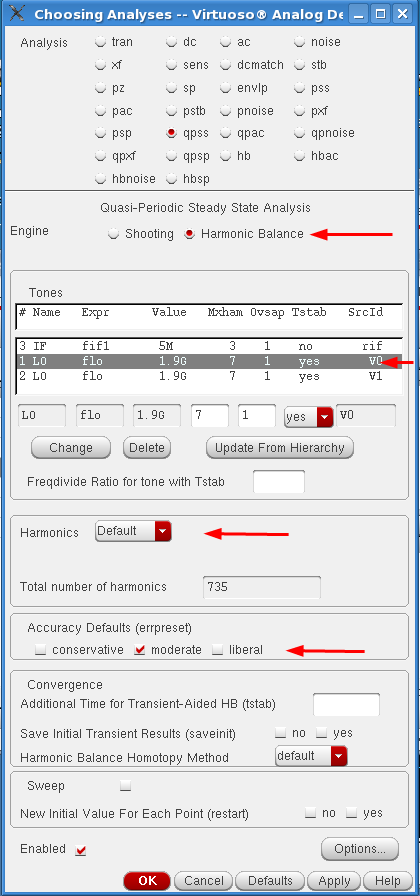 Choosing Analyses -- Virtuoso® Analog De
Analysis
tran dc ac noise
xf sens dcmatch stb
pz sp envlp pss
pac pstb pnoise pxf
psp qpss qpac qpnoise
qpxf qpsp hb hbac
hbnoise hbsp
Quasi-Periodic Steady State Analysis
Engine Shooting Harmonic Balance
Tones
# Name Expr Value Mxham Ovsap Tstab SrcId
3 IF fif1 5M 3 1 no rif
1 LO flo 1.9G 7 1 yes V0
2 LO flo 1.9G 7 1 yes V1
LO flo 1.9G 7 1 yes V0
Change Delete Update From Hierarchy
Freqdivide Ratio for tone with Tstab
Harmonics Default
Total number of harmonics 735
Accuracy Defaults (errpreset)
conservative moderate liberal
Convergence
Additional Time for Transient-Aided HB (tstab)
Save Initial Transient Results (saveinit) no yes
Harmonic Balance Homotopy Method default
Sweep
New Initial Value For Each Point (restart) no yes
Enabled Options...
OK Cancel Defaults Apply Help